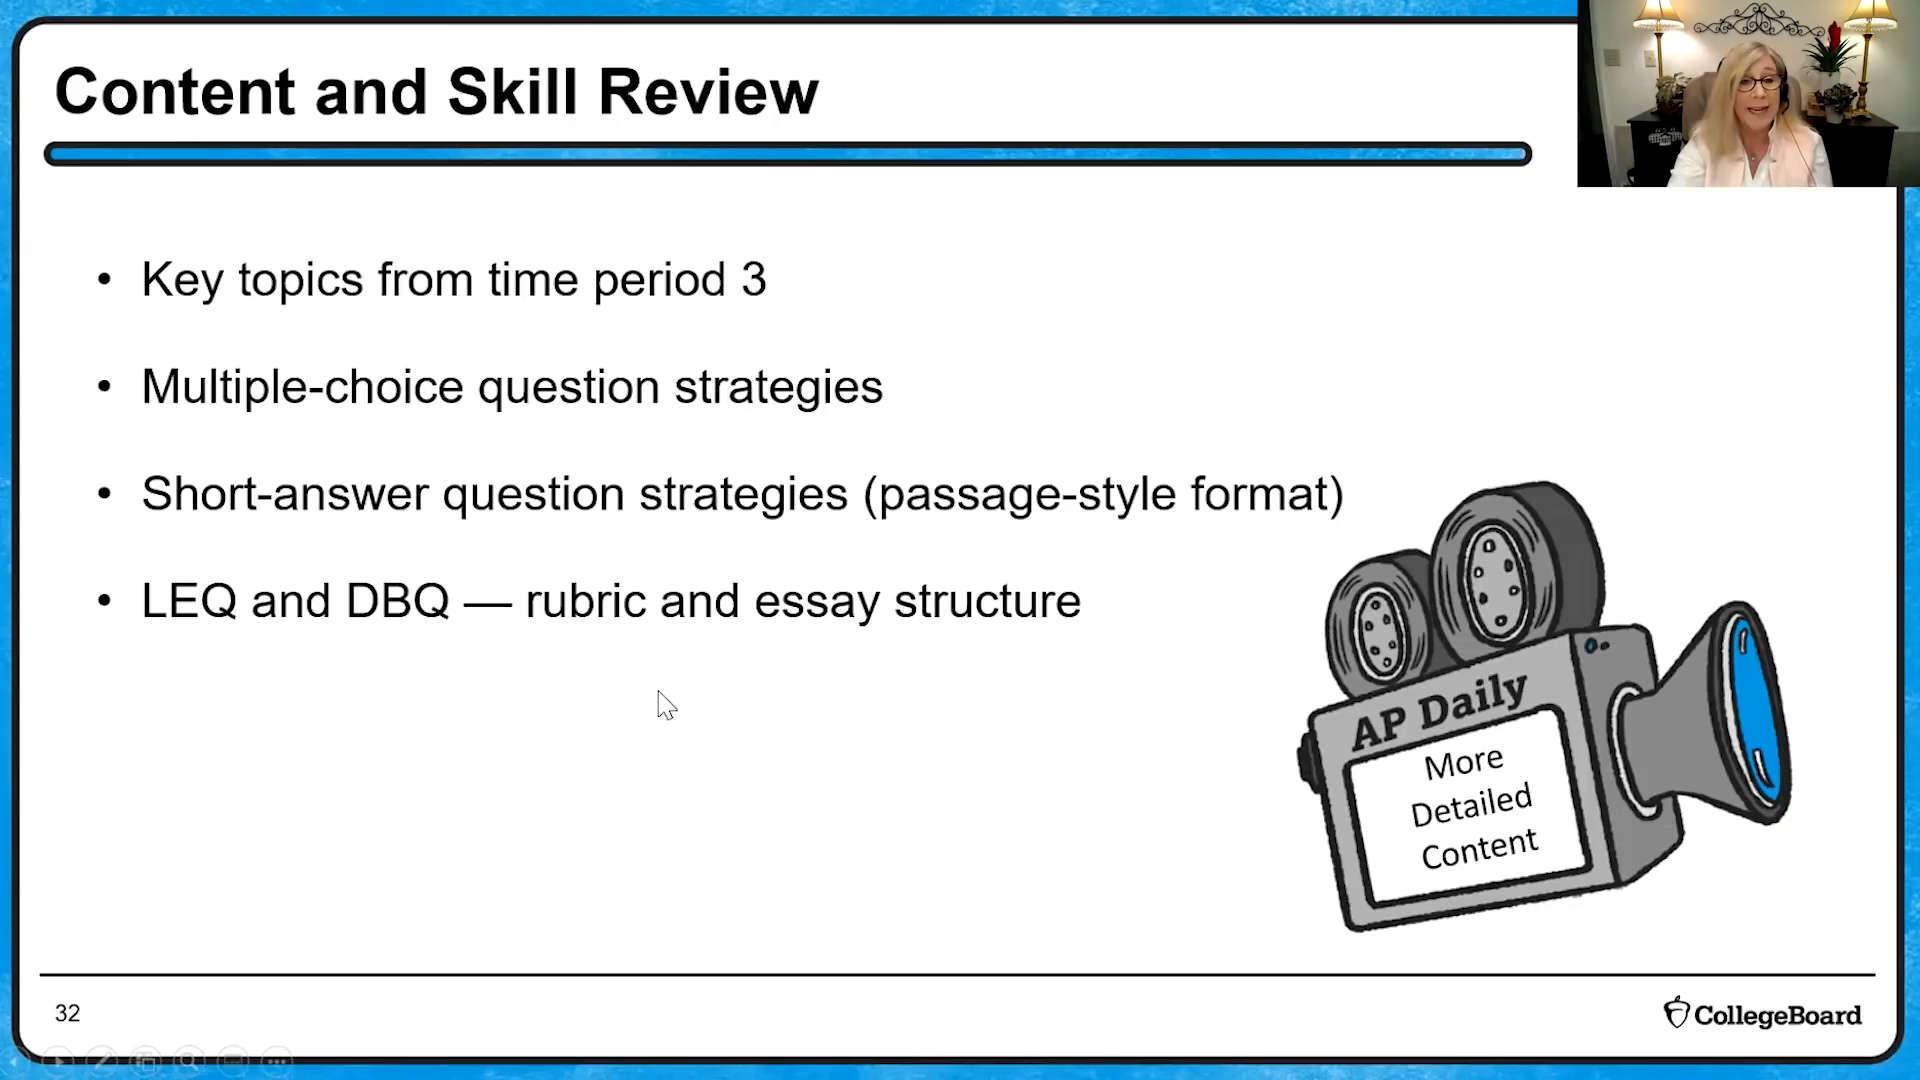 Content and Skill Review
• Key topics from time period 3
• Multiple-choice question strategies
• Short-answer question strategies (passage-style format)
• LEQ and DBQ — rubric and essay structure
AP Daily
More
Detailed
Content
32
CollegeBoard